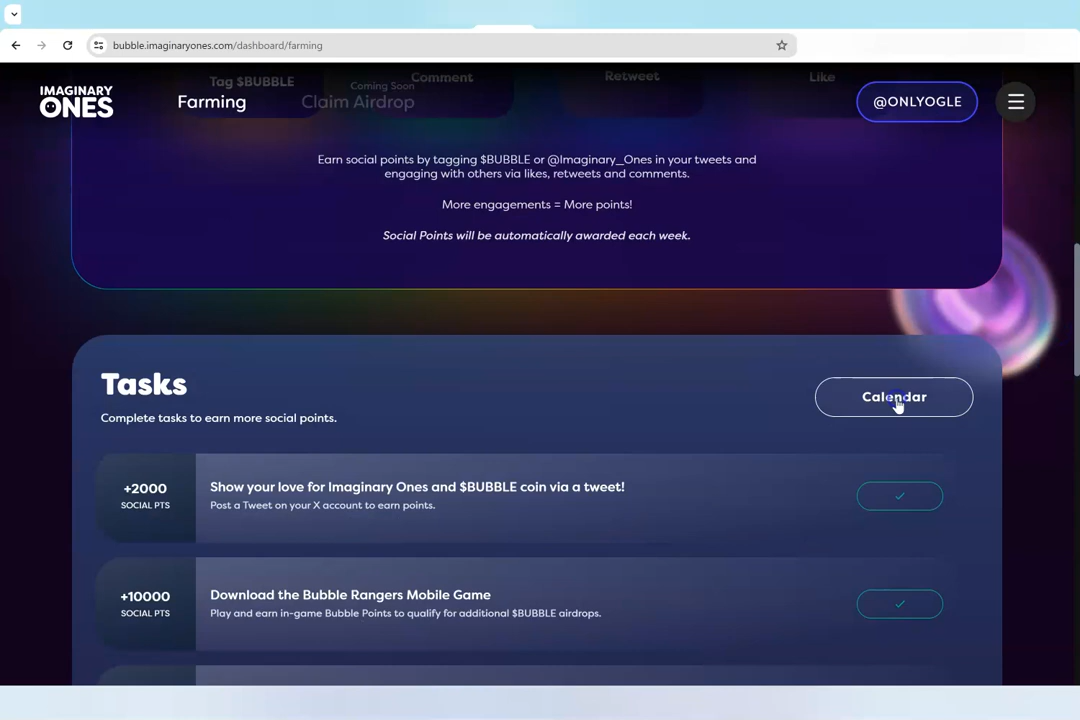 bubble.imaginaryones.com/dashboard/farming
Tag $BUBBLE
Comment
Retweet
Like
IMAGINARY
ONES
Farming
Coming Soon
Claim Airdrop
@ONLYOGLE
Earn social points by tagging $BUBBLE or @Imaginary_Ones in your tweets and
engaging with others via likes, retweets and comments.
More engagements = More points!
Social Points will be automatically awarded each week.
Tasks
Calendar
Complete tasks to earn more social points.
+2000
SOCIAL PTS
Show your love for Imaginary Ones and $BUBBLE coin via a tweet!
Post a Tweet on your X account to earn points.
+10000
SOCIAL PTS
Download the Bubble Rangers Mobile Game
Play and earn in-game Bubble Points to qualify for additional $BUBBLE airdrops.